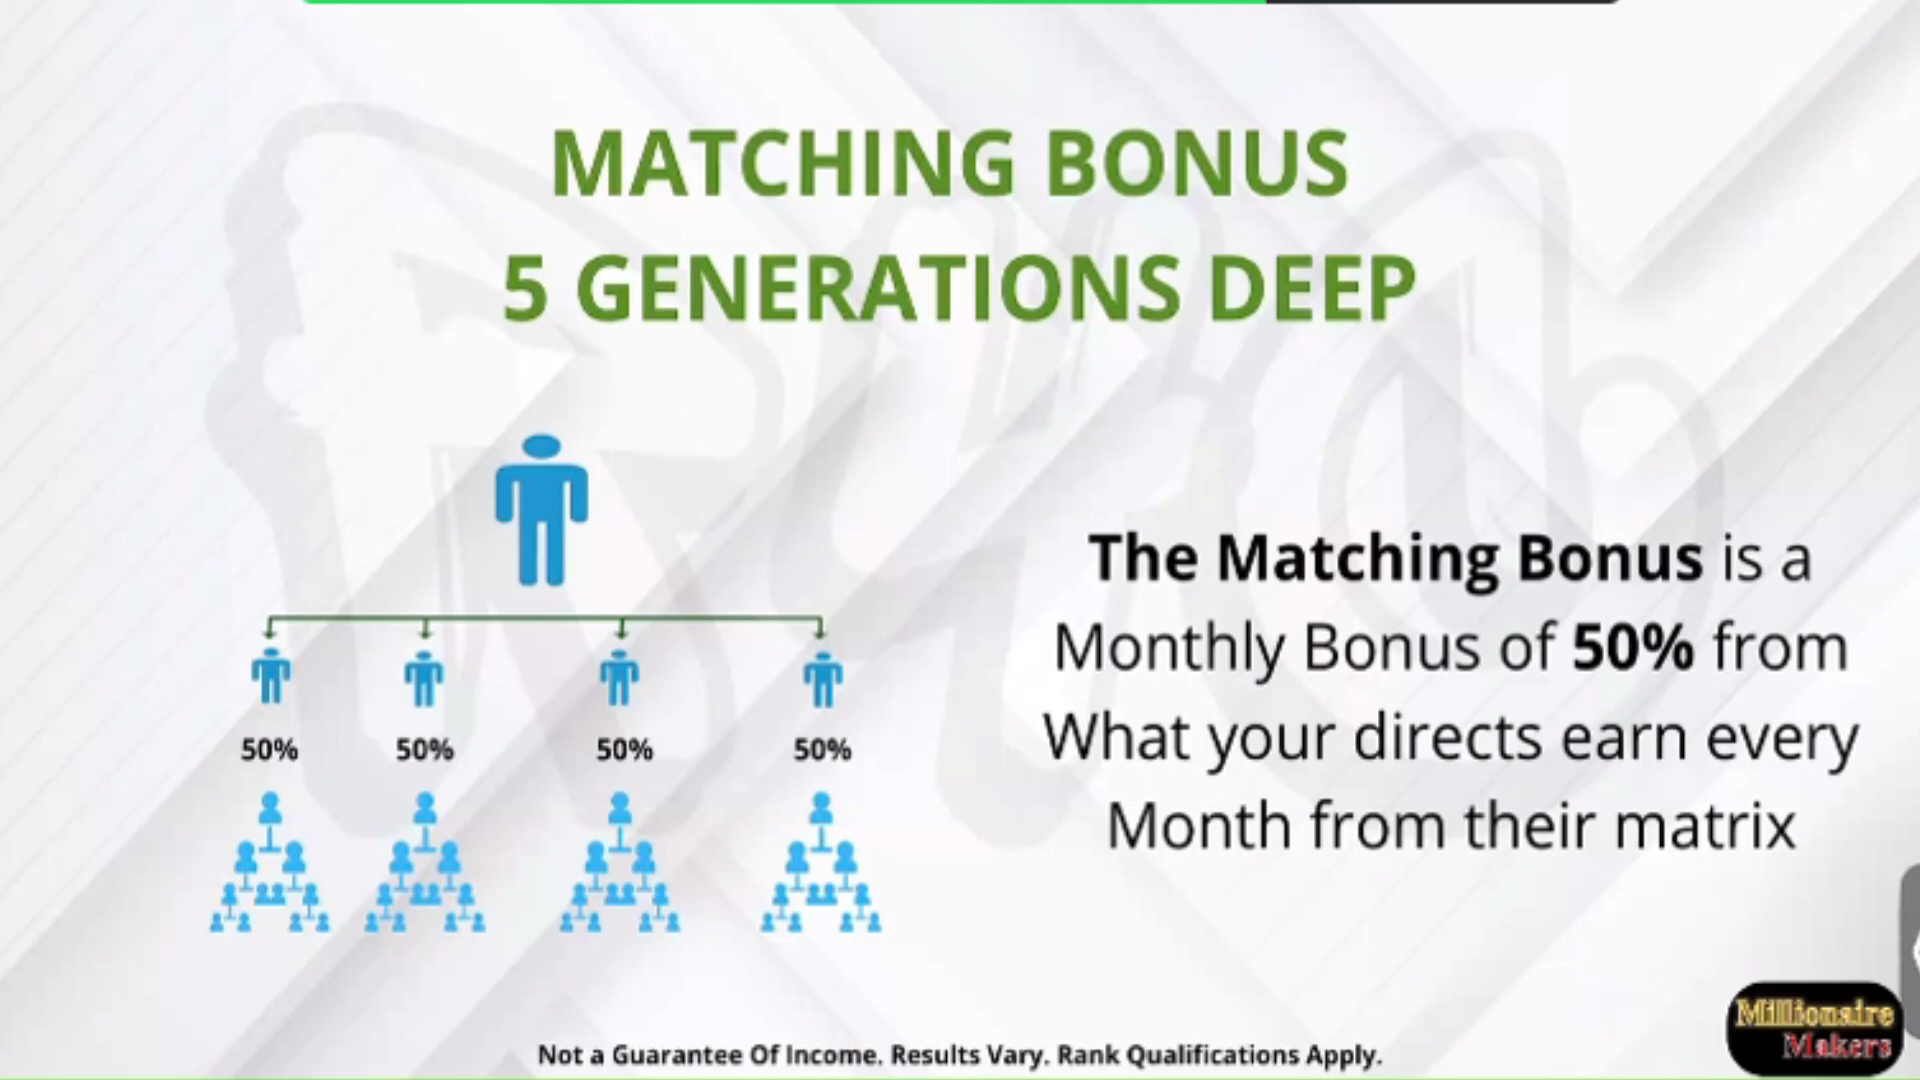 MATCHING BONUS
5 GENERATIONS DEEP
The Matching Bonus is a
Monthly Bonus of 50% from
What your directs earn every
Month from their matrix
50% 50% 50% 50%
Not a Guarantee Of Income. Results Vary. Rank Qualifications Apply.
Millionaire
Makers